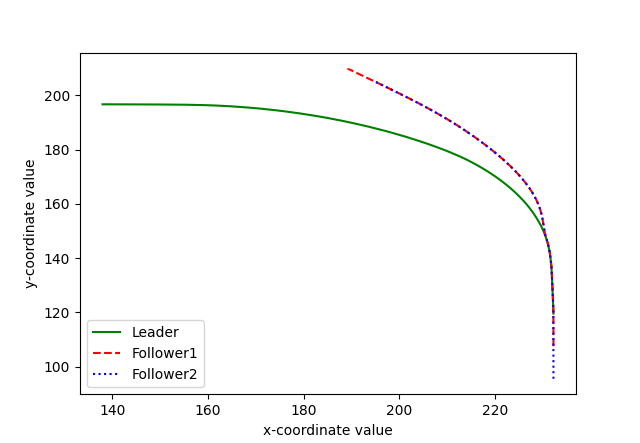 200
180
160
140
120
100
y-coordinate value
Leader
Follower1
Follower2
140 160 180 200 220
x-coordinate value